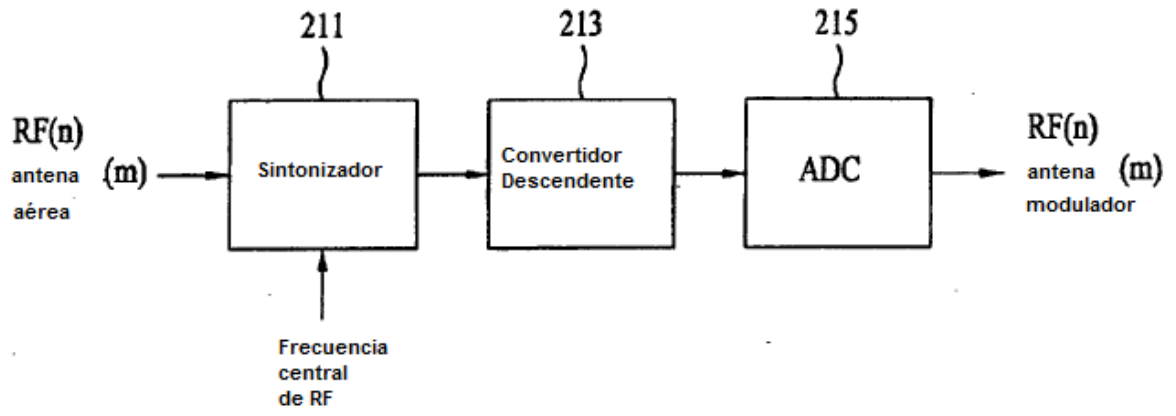 211
213
215
RF(n)
antena
aérea
(m)
Sintonizador
Convertidor
Descendente
ADC
RF(n)
antena
modulador
(m)
Frecuencia
central
de RF